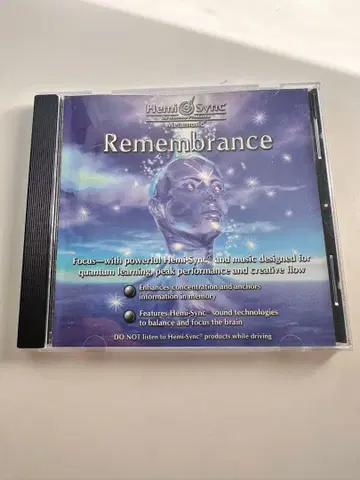 Hemi Sync®
Metamusic®
Remembrance
Focus—with powerful Hemi-Sync® and music designed for
quantum learning, peak performance and creative flow
Enhances concentration and anchors
information in memory
Features Hemi-Sync® sound technologies
to balance and focus the brain
DO NOT listen to Hemi-Sync® products while driving